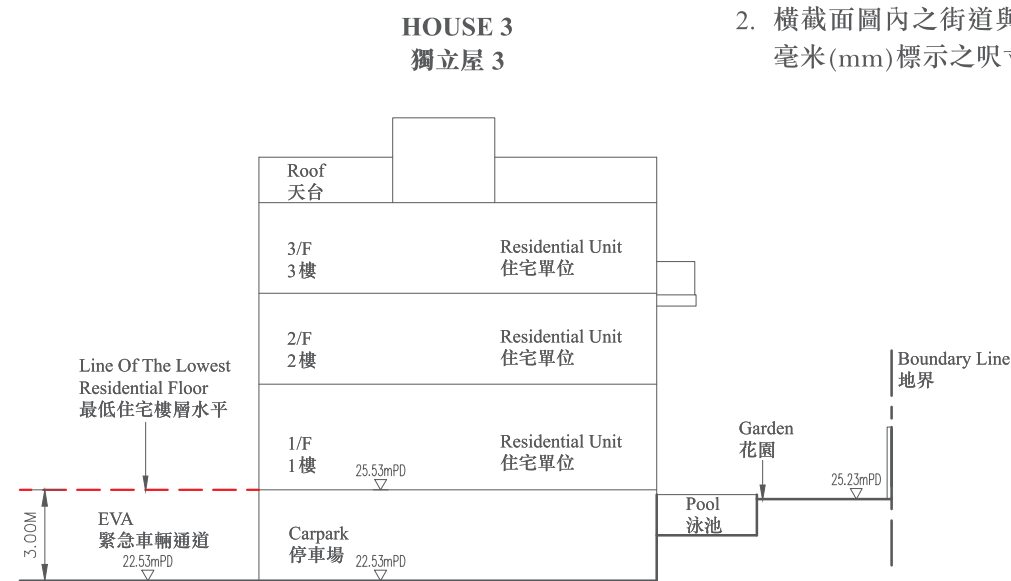 HOUSE 3
獨立屋 3
2. 橫截面圖內之街道與
毫米(mm)標示之呎
Roof
天台
3/F
3樓
Residential Unit
住宅單位
2/F
2樓
Residential Unit
住宅單位
Line Of The Lowest
Residential Floor
最低住宅樓層水平
Boundary Line
地界
1/F
1樓
Residential Unit
住宅單位
25.53mPD
Garden
花園
25.23mPD
3.00M
EVA
緊急車輛通道
22.53mPD
Carpark
停車場
22.53mPD
Pool
泳池